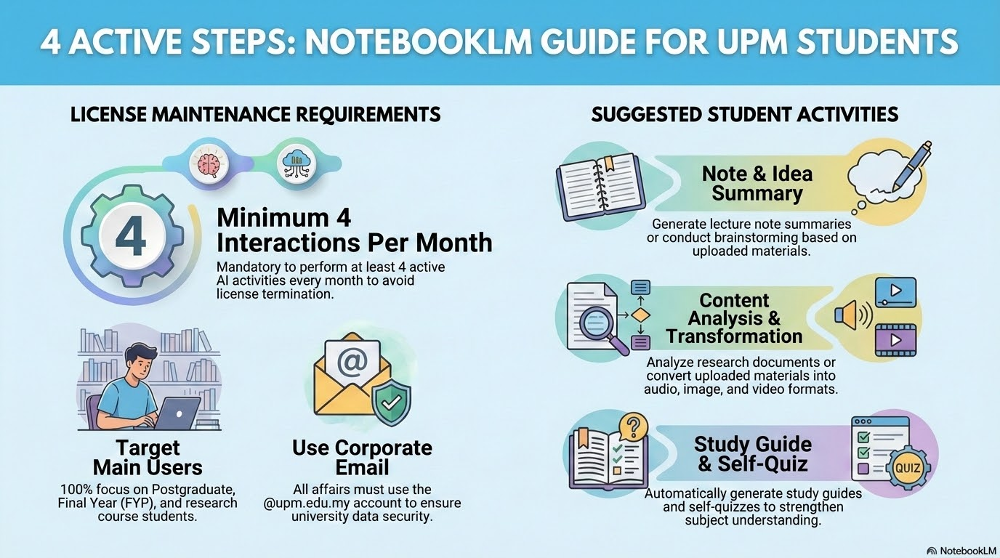 4 ACTIVE STEPS: NOTEBOOKLM GUIDE FOR UPM STUDENTS
LICENSE MAINTENANCE REQUIREMENTS
4
Minimum 4
Interactions Per Month
Mandatory to perform at least 4 active
AI activities every month to avoid
license termination.
Target
Main Users
100% focus on Postgraduate,
Final Year (FYP), and research
course students.
@
Use Corporate
Email
All affairs must use the
@upm.edu.my account to ensure
university data security.
SUGGESTED STUDENT ACTIVITIES
Note & Idea
Summary
Generate lecture note summaries
or conduct brainstorming based on
uploaded materials.
Content
Analysis &
Transformation
Analyze research documents or
convert uploaded materials into
audio, image, and video formats.
?
Study Guide
& Self-Quiz
QUIZ
Automatically generate study guides
and self-quizzes to strengthen
subject understanding.
NotebookLM